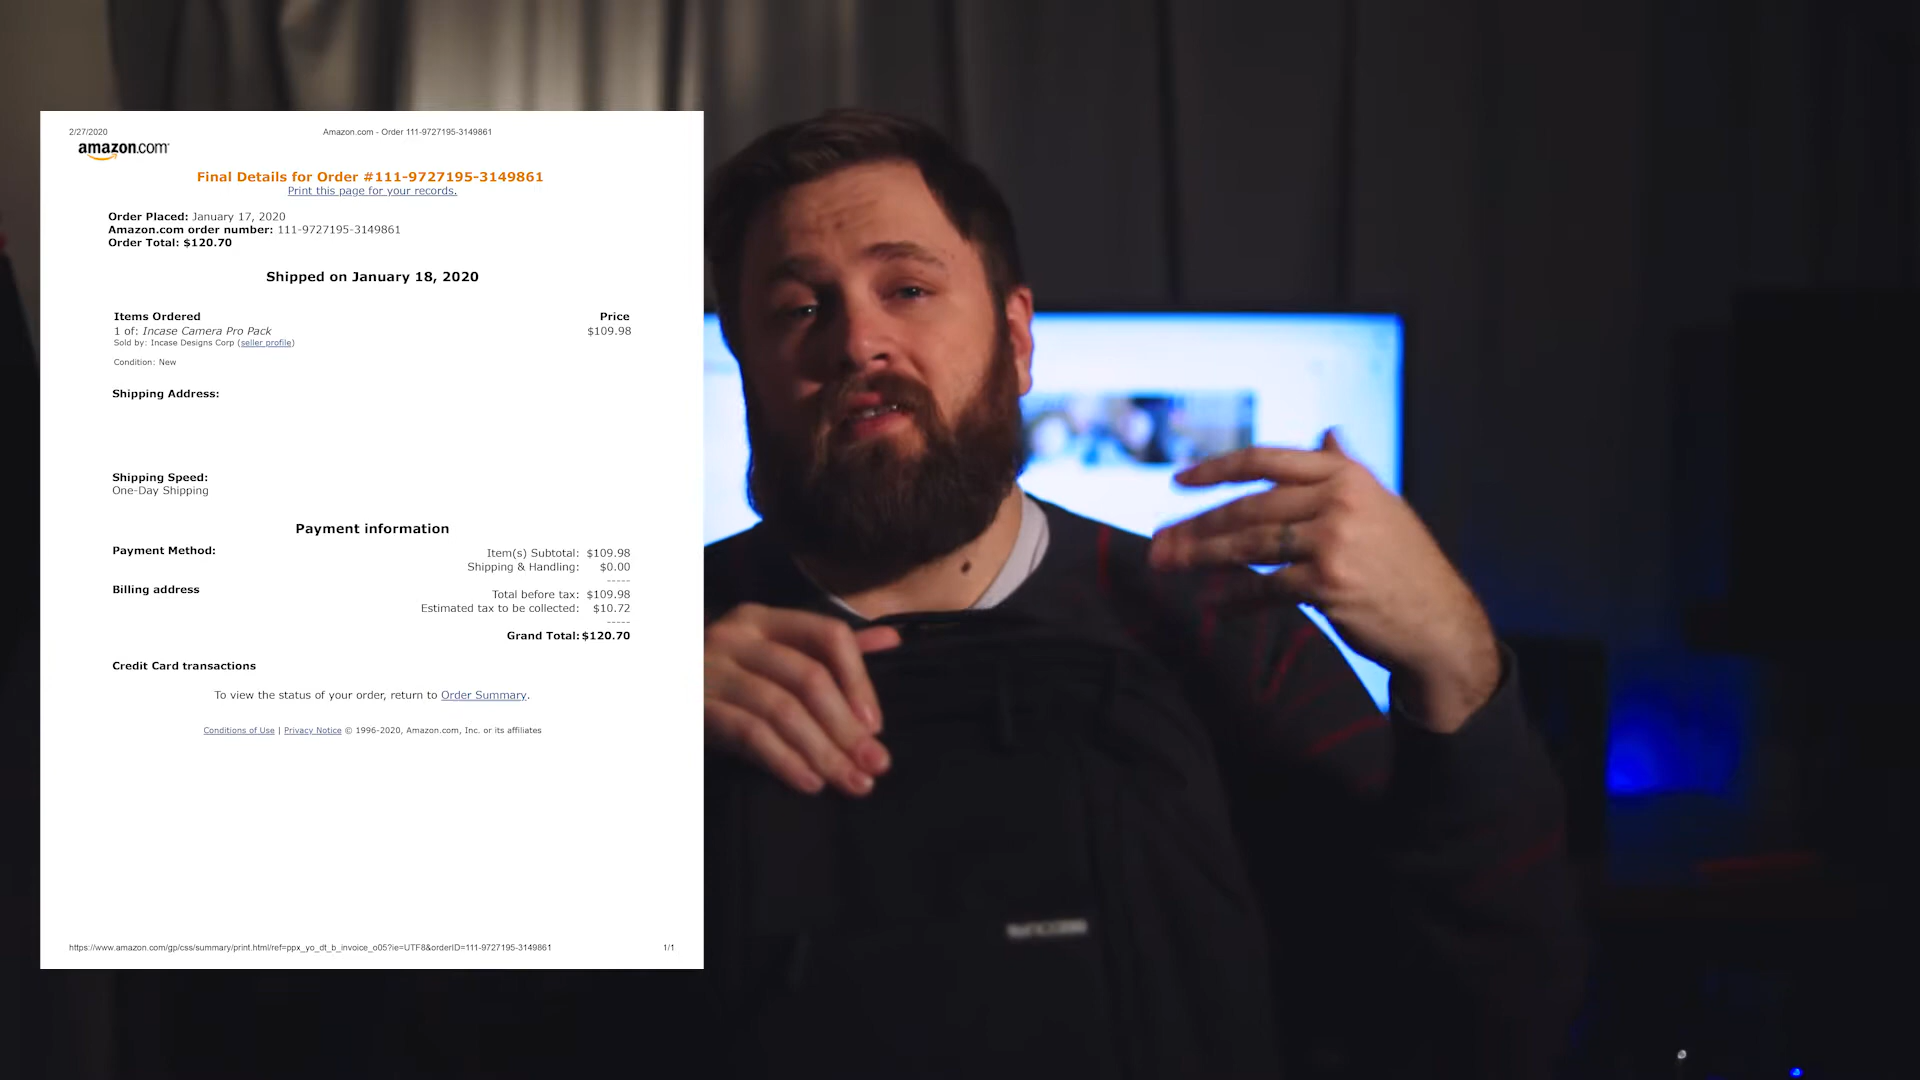 2/27/2020 Amazon.com - Order 111-9727195-3149861
amazon.com
Final Details for Order #111-9727195-3149861
Print this page for your records.
Order Placed: January 17, 2020
Amazon.com order number: 111-9727195-3149861
Order Total: $120.70
Shipped on January 18, 2020
Items Ordered Price
1 of: Incase Camera Pro Pack $109.98
Sold by: Incase Designs Corp (seller profile)
Condition: New
Shipping Address:
Shipping Speed:
One-Day Shipping
Payment information
Payment Method:
Item(s) Subtotal: $109.98
Shipping & Handling: $0.00
-----
Billing address
Total before tax: $109.98
Estimated tax to be collected: $10.72
-----
Grand Total: $120.70
Credit Card transactions
To view the status of your order, return to Order Summary.
Conditions of Use | Privacy Notice © 1996-2020, Amazon.com, Inc. or its affiliates
https://www.amazon.com/gp/css/summary/print.html/ref=ppx_yo_dt_b_invoice_o05?ie=UTF8&orderID=111-9727195-3149861 1/1